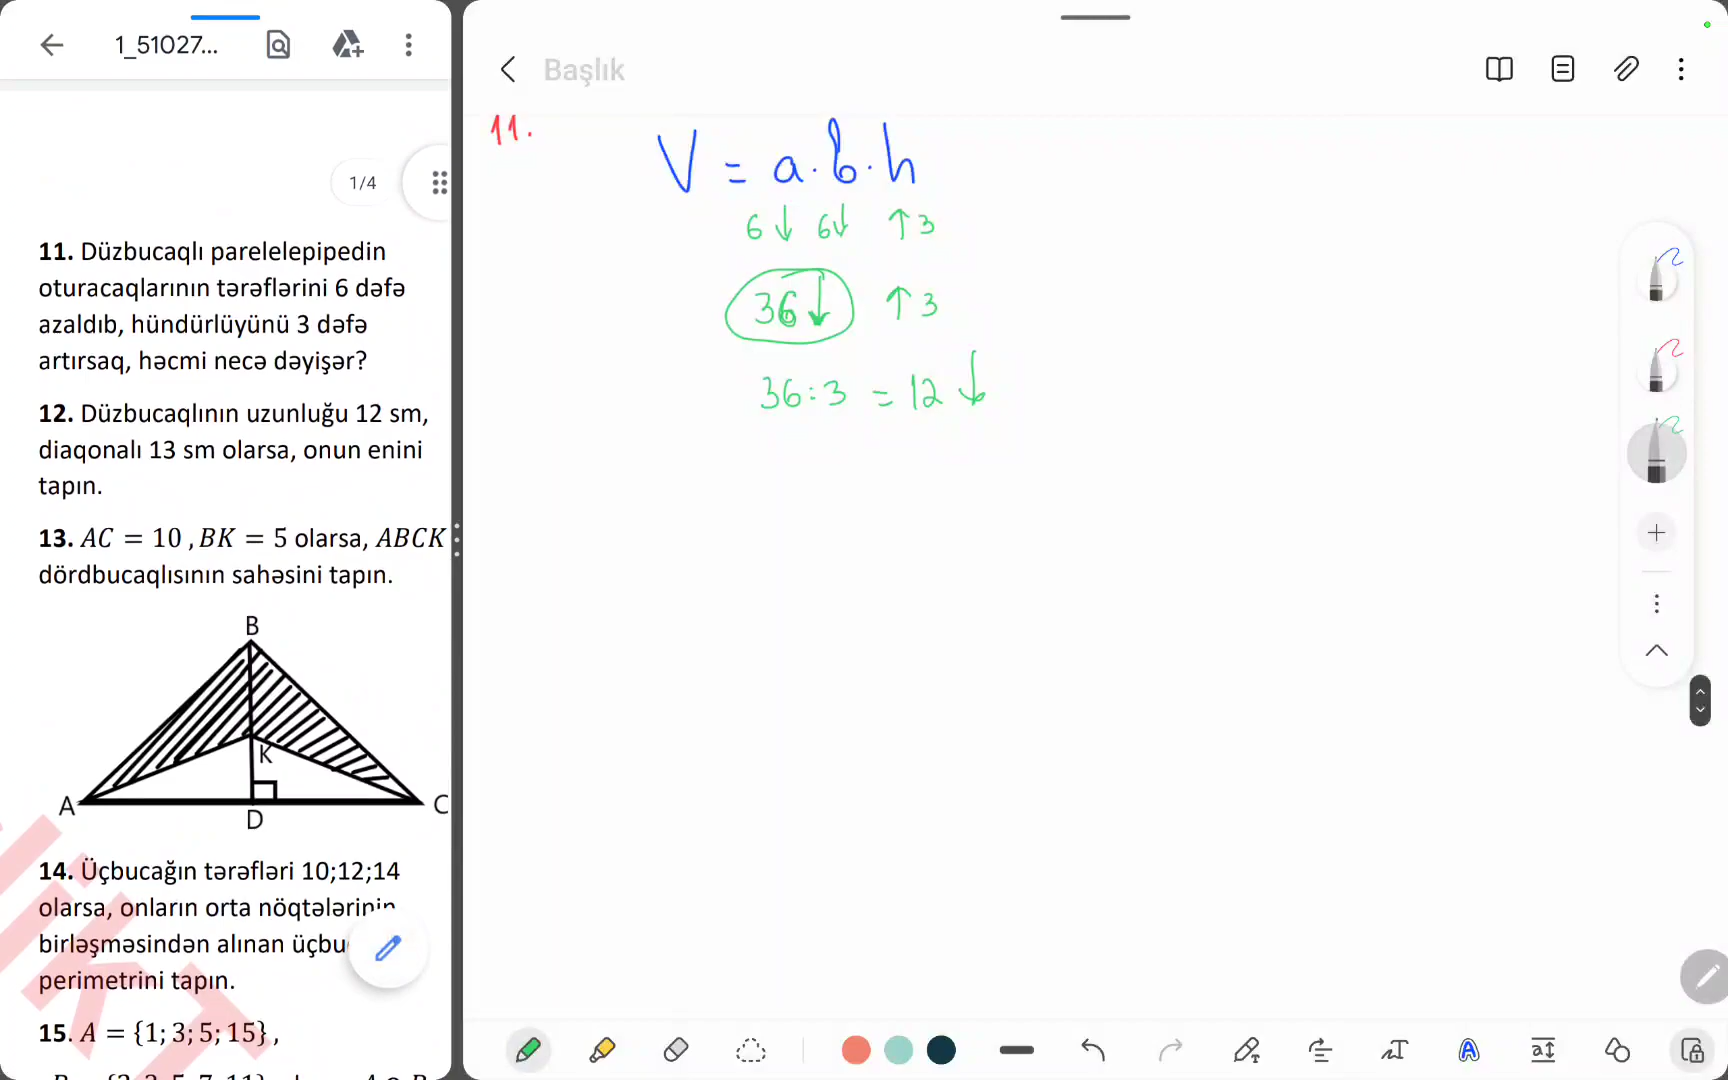 1_51027...
1/4
11. Düzbucaqlı parelelepipedin
oturacaqlarının tərəflərini 6 dəfə
azaldıb, hündürlüyünü 3 dəfə
artırsaq, həcmi necə dəyişər?
12. Düzbucaqlının uzunluğu 12 sm,
diaqonalı 13 sm olarsa, onun enini
tapın.
13. AC = 10 , BK = 5 olarsa, ABCK
dördbucaqlısının sahəsini tapın.
B
K
A
D
C
14. Üçbucağın tərəfləri 10;12;14
olarsa, onların orta nöqtələrinin
birləşməsindən alınan üçbu
perimetrini tapın.
15. A = {1; 3; 5; 15},
Başlık
11.
V = a · b · h
6 ↓ 6 ↓ ↑ 3
36 ↓ ↑ 3
36 : 3 = 12 ↓